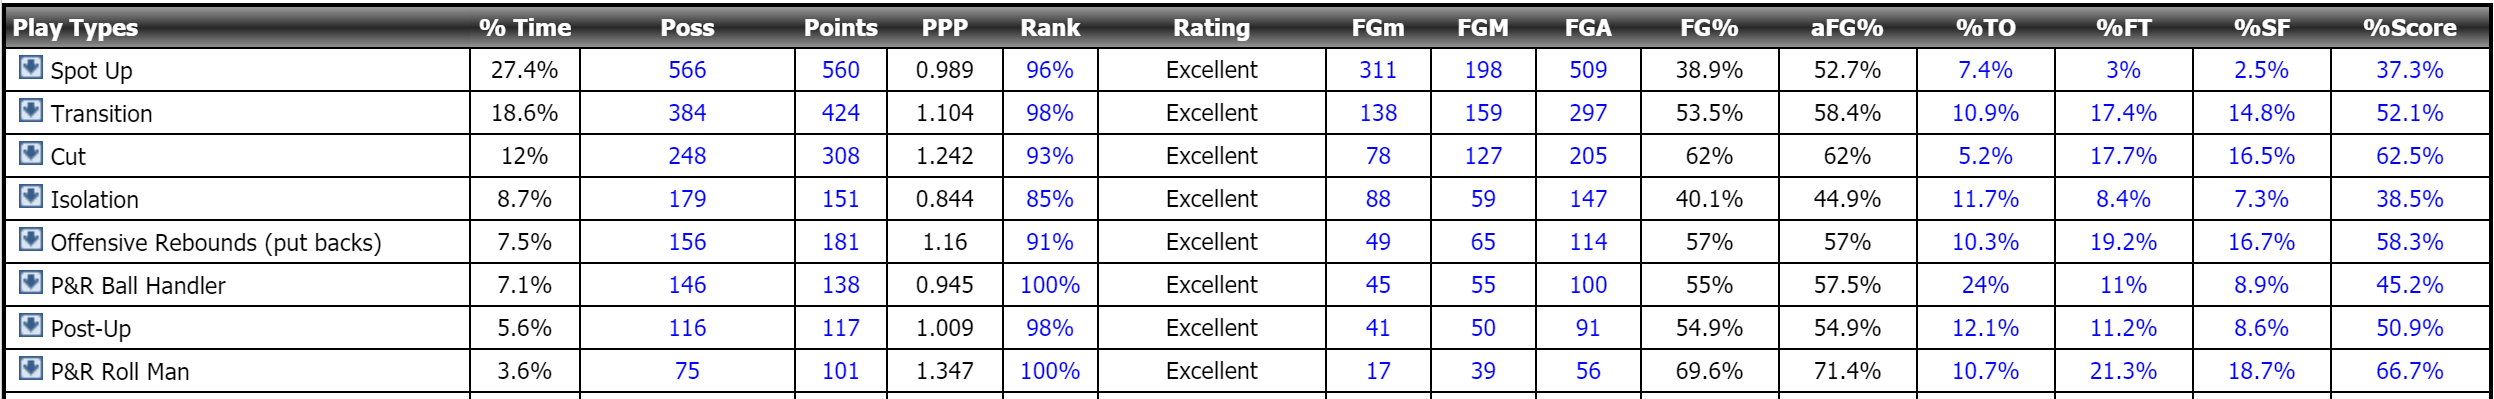 Play Types % Time Poss Points PPP Rank Rating FGm FGM FGA FG% aFG% %TO %FT %SF %Score
Spot Up 27.4% 566 560 0.989 96% Excellent 311 198 509 38.9% 52.7% 7.4% 3% 2.5% 37.3%
Transition 18.6% 384 424 1.104 98% Excellent 138 159 297 53.5% 58.4% 10.9% 17.4% 14.8% 52.1%
Cut 12% 248 308 1.242 93% Excellent 78 127 205 62% 62% 5.2% 17.7% 16.5% 62.5%
Isolation 8.7% 179 151 0.844 85% Excellent 88 59 147 40.1% 44.9% 11.7% 8.4% 7.3% 38.5%
Offensive Rebounds (put backs) 7.5% 156 181 1.16 91% Excellent 49 65 114 57% 57% 10.3% 19.2% 16.7% 58.3%
P&R Ball Handler 7.1% 146 138 0.945 100% Excellent 45 55 100 55% 57.5% 24% 11% 8.9% 45.2%
Post-Up 5.6% 116 117 1.009 98% Excellent 41 50 91 54.9% 54.9% 12.1% 11.2% 8.6% 50.9%
P&R Roll Man 3.6% 75 101 1.347 100% Excellent 17 39 56 69.6% 71.4% 10.7% 21.3% 18.7% 66.7%